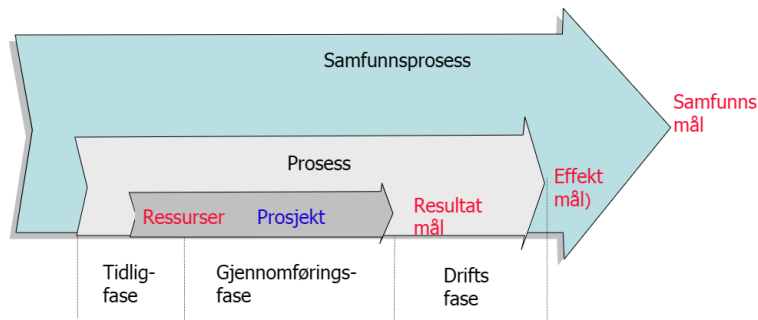 Samfunnsprosess
Samfunns
mål
Prosess
Effekt
mål)
Ressurser
Prosjekt
Resultat
mål
Tidlig-
fase
Gjennomførings-
fase
Drifts
fase